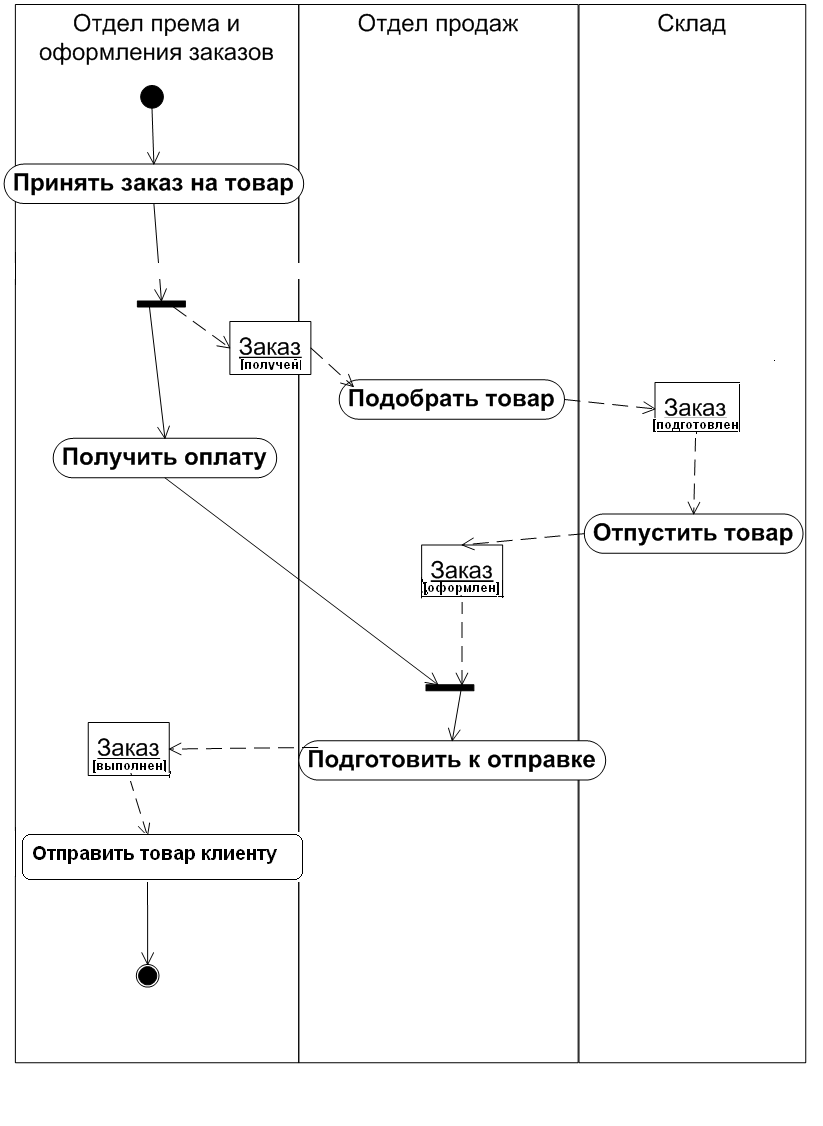 Отдел према и
оформления заказов
Отдел продаж
Склад
Принять заказ на товар
Заказ
[получен]
Подобрать товар
Заказ
[подготовлен
Получить оплату
Отпустить товар
Заказ
[оформлен]
Заказ
[выполнен]
Подготовить к отправке
Отправить товар клиенту